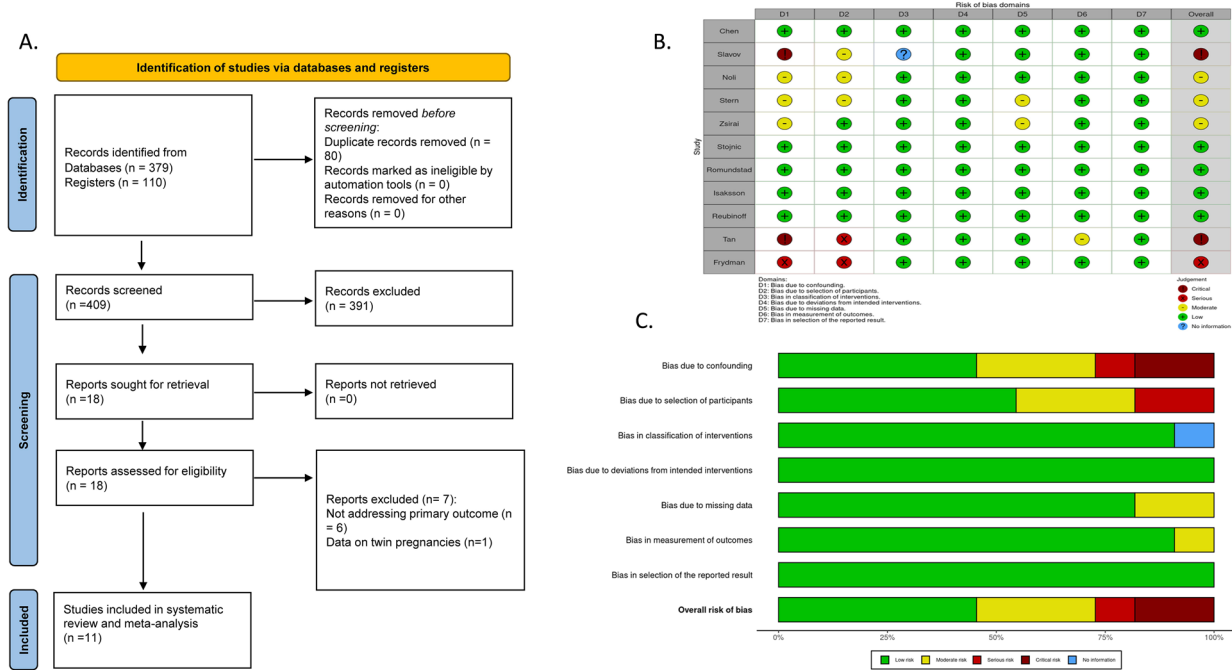 A.
Identification of studies via databases and registers
Identification
Records identified from
Databases (n = 379)
Registers (n = 110)
Records removed before
screening:
Duplicate records removed (n =
80)
Records marked as ineligible by
automation tools (n = 0)
Records removed for other
reasons (n = 0)
Screening
Records screened
(n =409)
Records excluded
(n = 391)
Reports sought for retrieval
(n =18)
Reports not retrieved
(n =0)
Reports assessed for eligibility
(n = 18)
Reports excluded (n= 7):
Not addressing primary outcome (n
= 6)
Data on twin pregnancies (n=1)
Included
Studies included in systematic
review and meta-analysis
(n =11)
B.
Risk of bias domains
D1 D2 D3 D4 D5 D6 D7 Overall
Study
Chen + + + + + + + +
Slavov ! - ? + + + + !
Noli - - + + + + + -
Stern - - + + - + + -
Zsirai - + + + - + + -
Stojnic + + + + + + + +
Romundstad + + + + + + + +
Isaksson + + + + + + + +
Reubinoff + + + + + + + +
Tan ! X + + + - + !
Frydman X X + + + + + X
Domains:
D1: Bias due to confounding.
D2: Bias due to selection of participants.
D3: Bias in classification of interventions.
D4: Bias due to deviations from intended interventions.
D5: Bias due to missing data.
D6: Bias in measurement of outcomes.
D7: Bias in selection of the reported result.
Judgement
! Critical
X Serious
- Moderate
+ Low
? No information
C.
Bias due to confounding
Bias due to selection of participants
Bias in classification of interventions
Bias due to deviations from intended interventions
Bias due to missing data
Bias in measurement of outcomes
Bias in selection of the reported result
Overall risk of bias
0% 25% 50% 75% 100%
Low risk Moderate risk Serious risk Critical risk No information